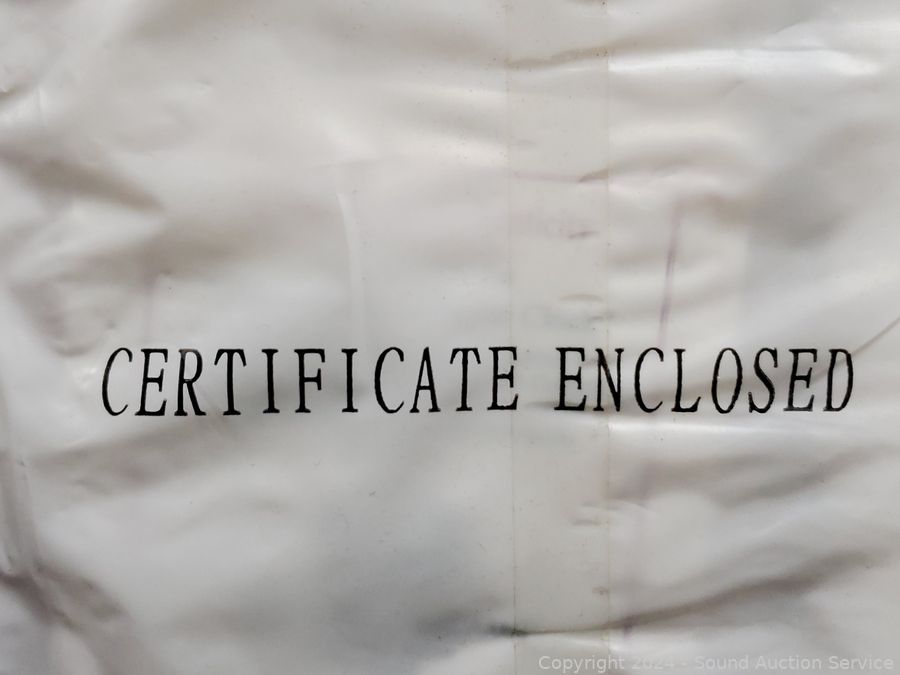 CERTIFICATE ENCLOSED
Copyright 2024 - Sound Auction Service